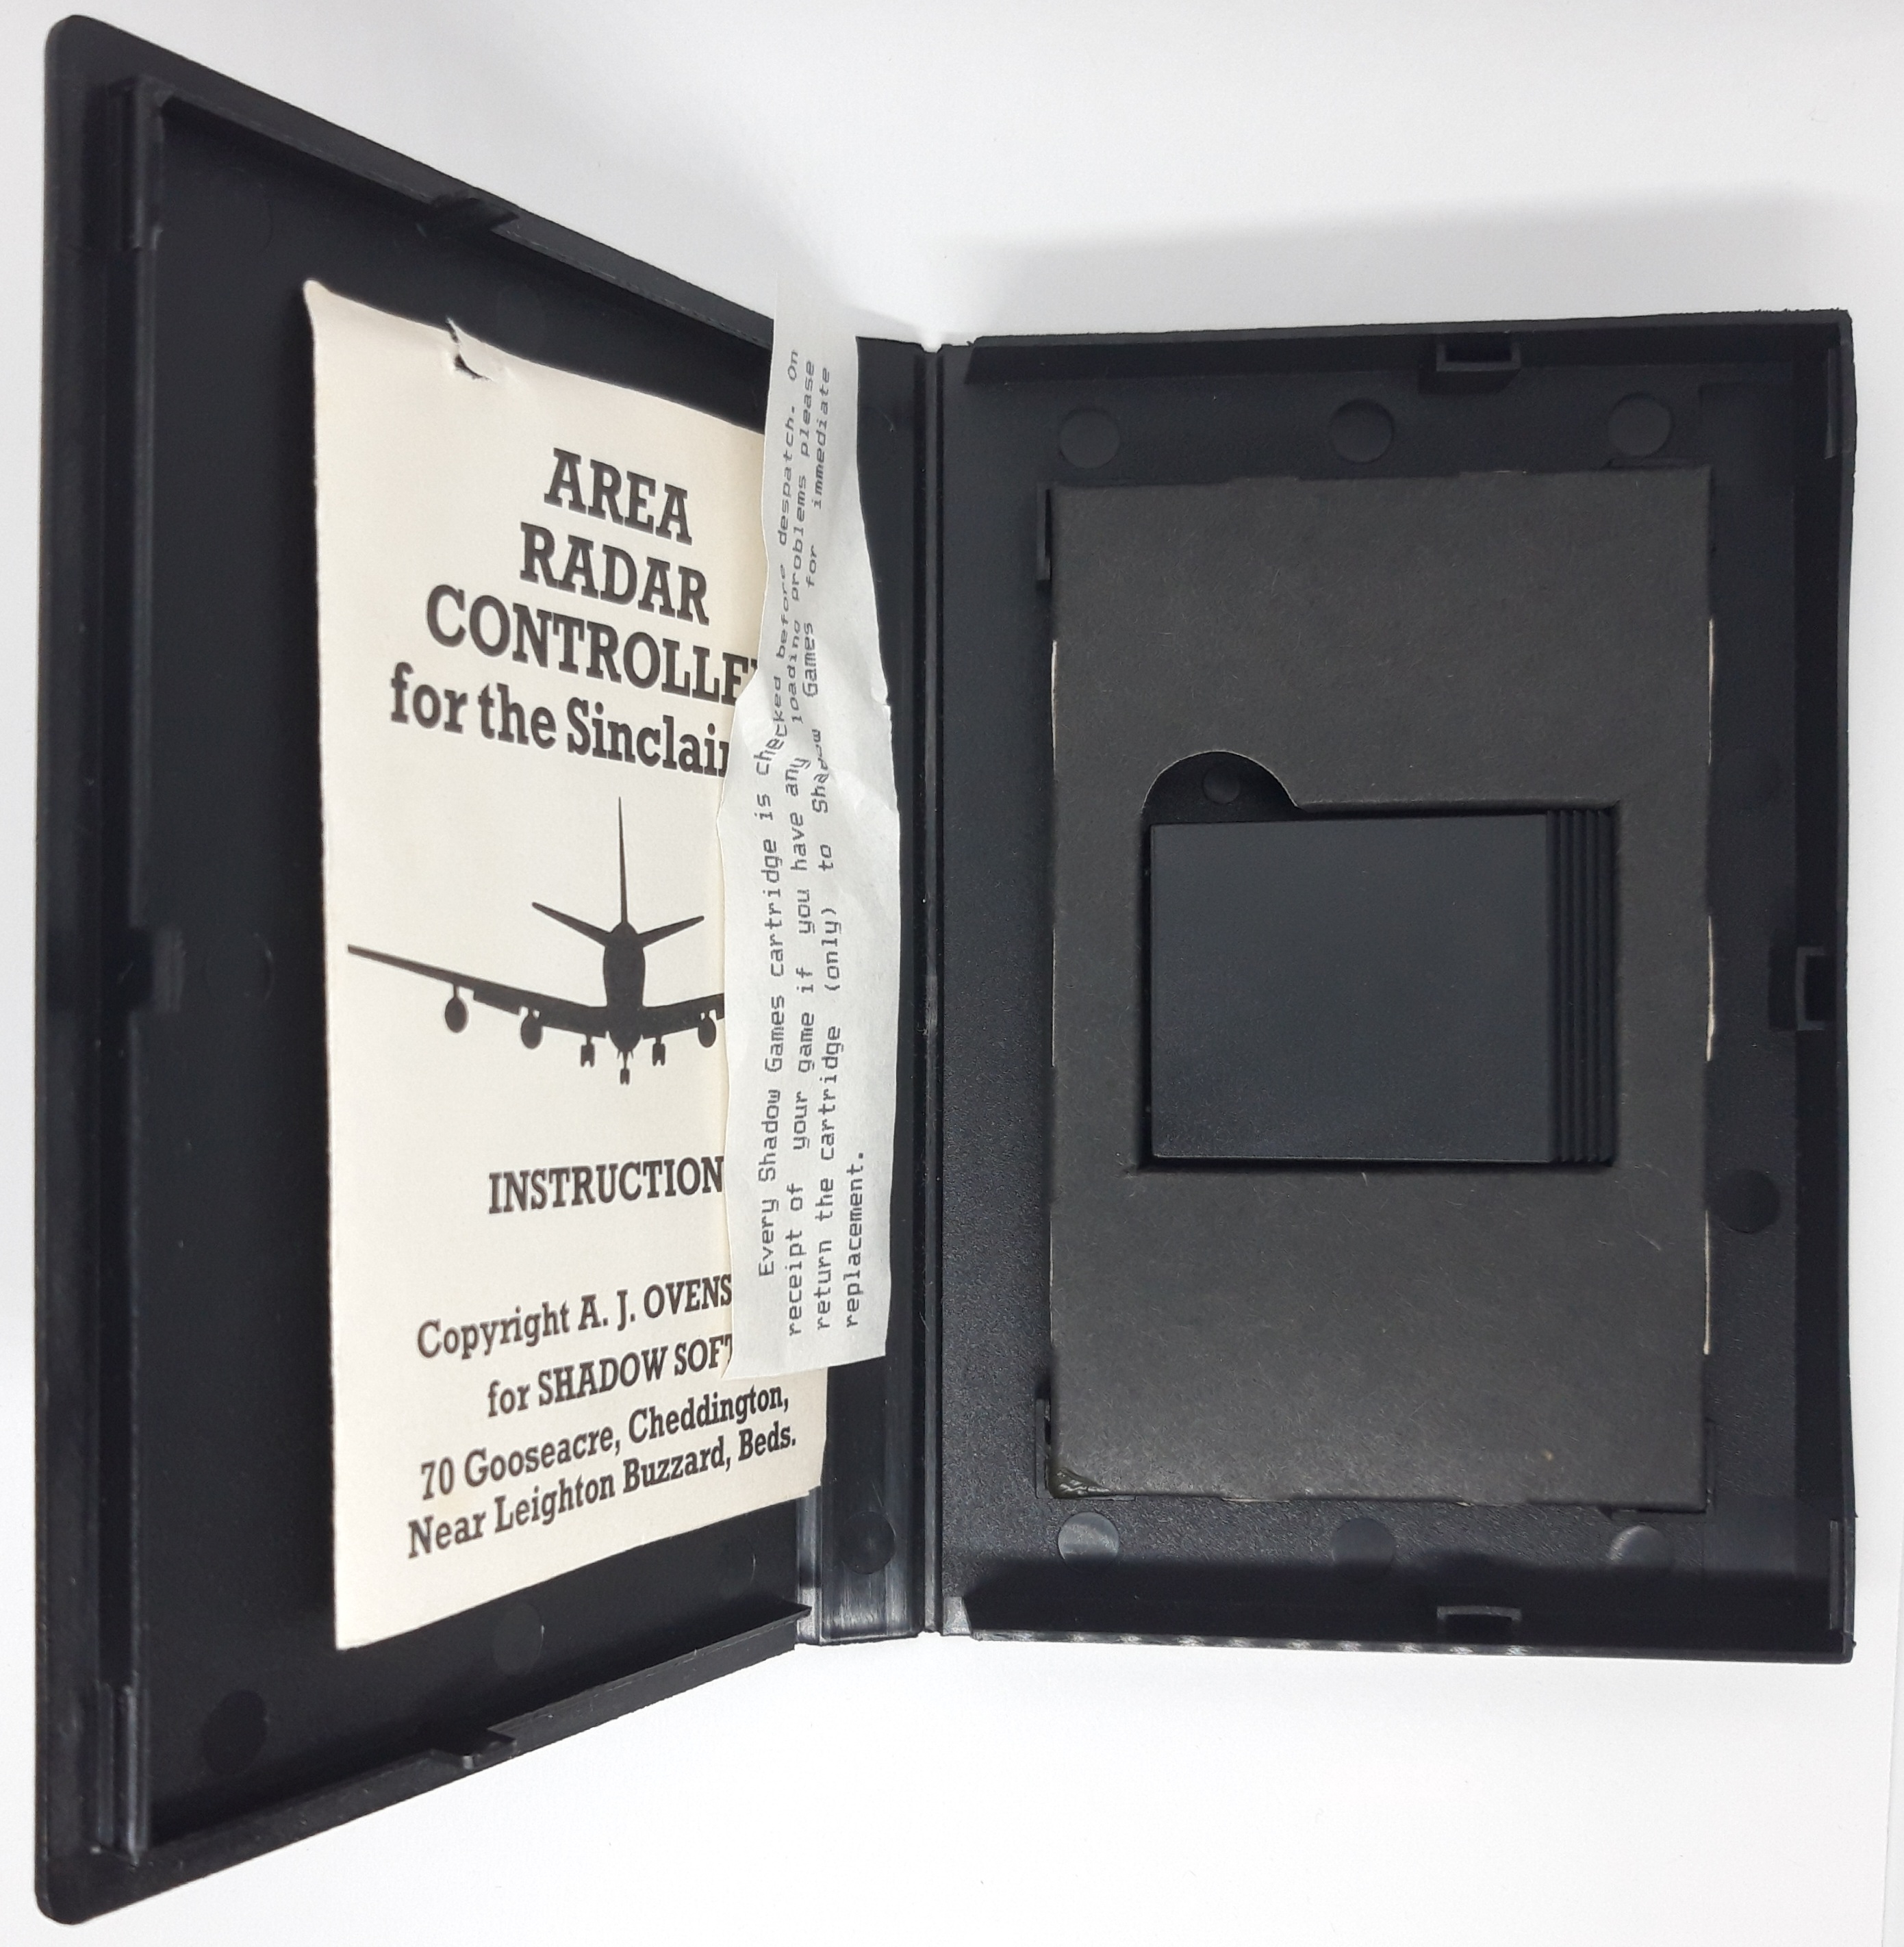 AREA
RADAR
CONTROLLE
for the Sinclair
INSTRUCTION
Copyright A. J. OVENS
for SHADOW SOFT
70 Gooseacre, Cheddington,
Near Leighton Buzzard, Beds.
Every Shadow Games cartridge is checked before despatch. On
receipt of your game if you have any loading problems please
return the cartridge (only) to Shadow Games for immediate
replacement.